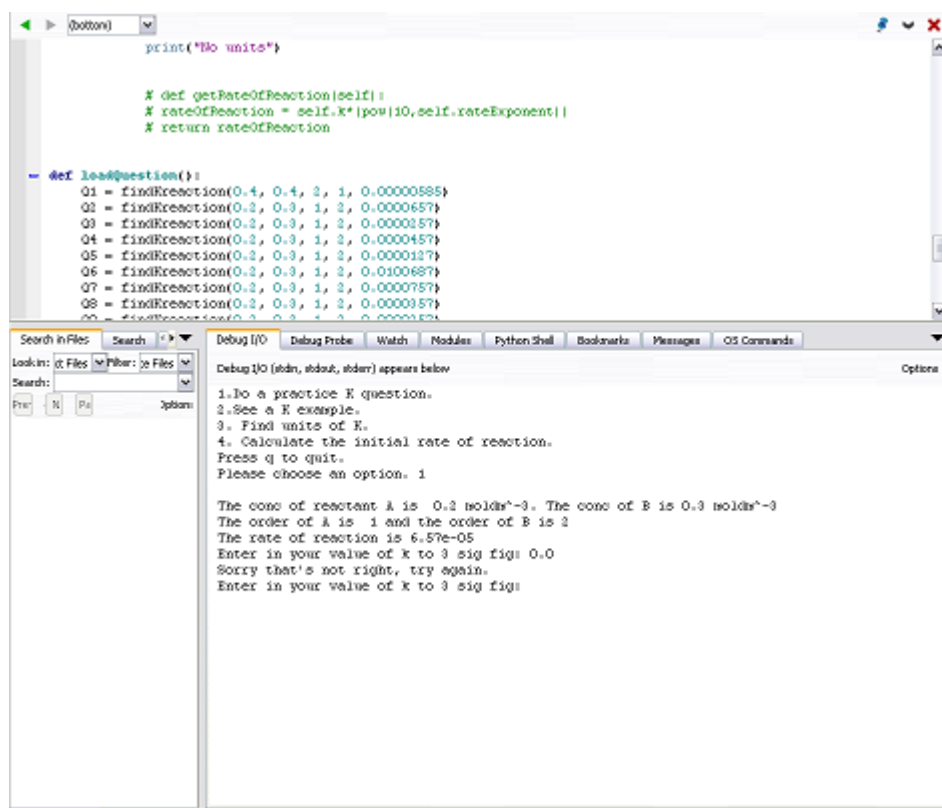 (bottom)
print("No units")
# def getRateOfReaction(self):
# rateOfReaction = self.k*(pow(10,self.rateExponent))
# return rateOfReaction
def loadQuestion():
Q1 = findKreaction(0.4, 0.4, 2, 1, 0.00000585)
Q2 = findKreaction(0.2, 0.3, 1, 2, 0.0000657)
Q3 = findKreaction(0.2, 0.3, 1, 2, 0.0000257)
Q4 = findKreaction(0.2, 0.3, 1, 2, 0.0000457)
Q5 = findKreaction(0.2, 0.3, 1, 2, 0.0000127)
Q6 = findKreaction(0.2, 0.3, 1, 2, 0.0100687)
Q7 = findKreaction(0.2, 0.3, 1, 2, 0.0000757)
Q8 = findKreaction(0.2, 0.3, 1, 2, 0.0000357)
Search in Files Search
Debug I/O Debug Probe Watch Modules Python Shell Bookmarks Messages OS Commands
Look in: Files Filter: Files
Search:
Options
Debug I/O (stdin, stdout, stderr) appears below Options
1.Do a practice K question.
2.See a K example.
3. Find units of K.
4. Calculate the initial rate of reaction.
Press q to quit.
Please choose an option. 1
The conc of reactant A is 0.2 moldm^-3. The conc of B is 0.3 moldm^-3
The order of A is 1 and the order of B is 2
The rate of reaction is 6.57e-05
Enter in your value of k to 3 sig fig: 0.0
Sorry that's not right, try again.
Enter in your value of k to 3 sig fig: